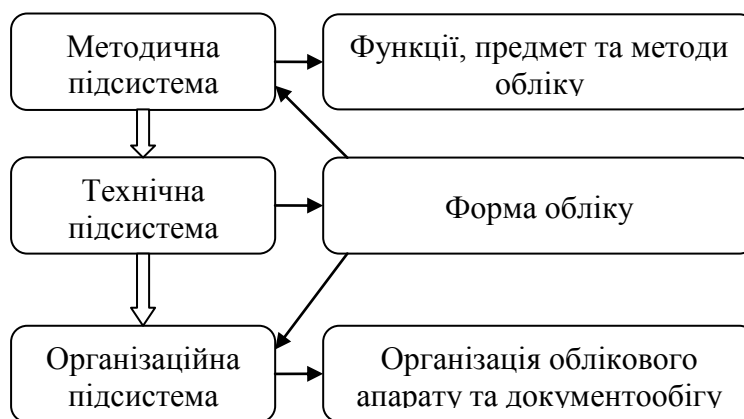 Методична
підсистема
Функції, предмет та методи
обліку
Технічна
підсистема
Форма обліку
Організаційна
підсистема
Організація облікового
апарату та документообігу